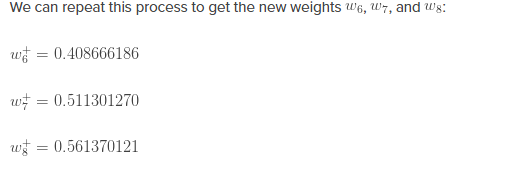 We can repeat this process to get the new weights w₆, w₇, and w₈:
w₆⁺ = 0.408666186
w₇⁺ = 0.511301270
w₈⁺ = 0.561370121